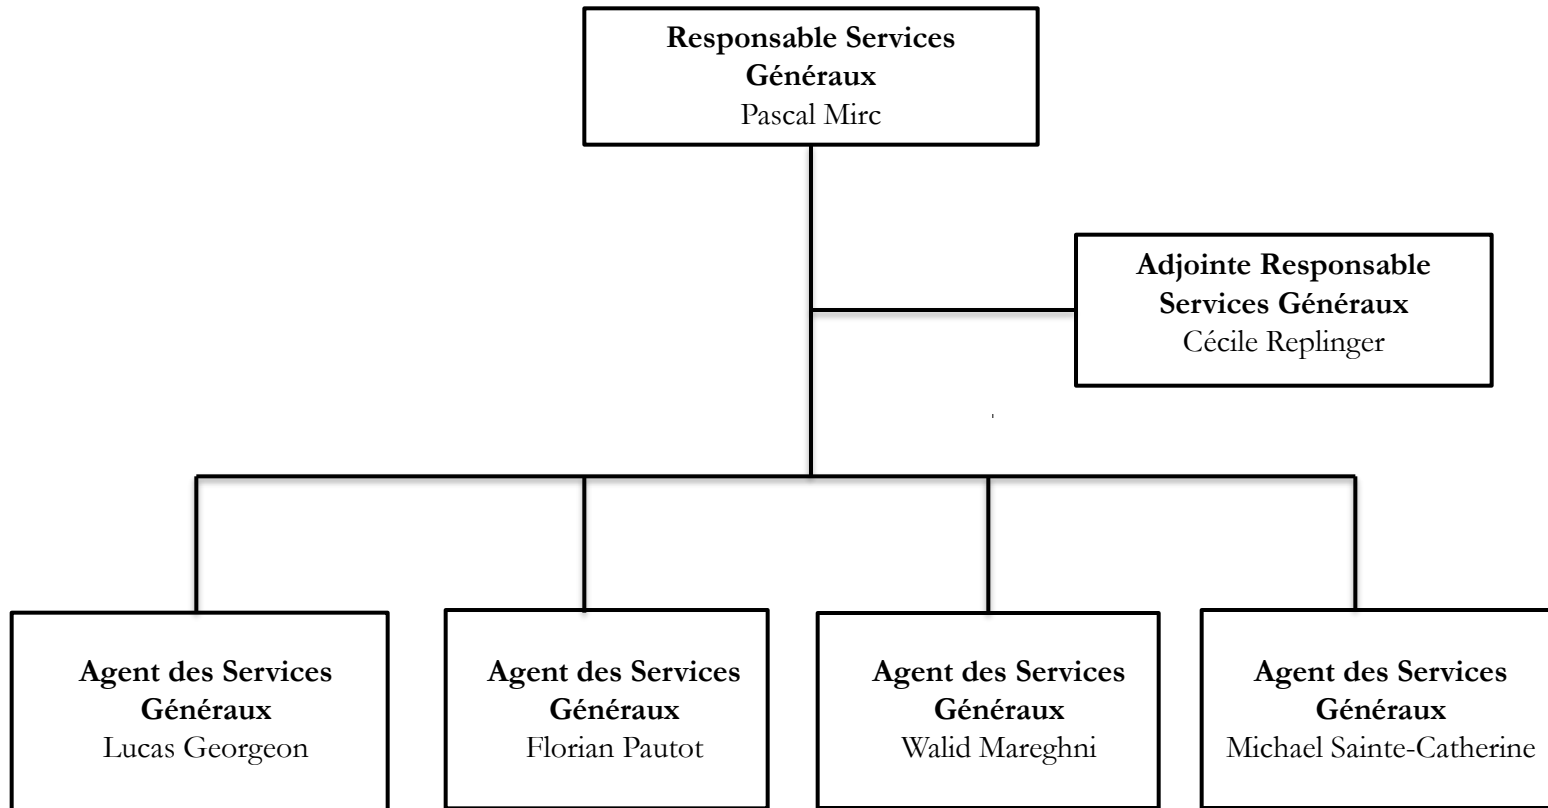 Responsable Services
Généraux
Pascal Mirc
Adjointe Responsable
Services Généraux
Cécile Replinger
Agent des Services
Généraux
Lucas Georgeon
Agent des Services
Généraux
Florian Pautot
Agent des Services
Généraux
Walid Mareghni
Agent des Services
Généraux
Michael Sainte-Catherine